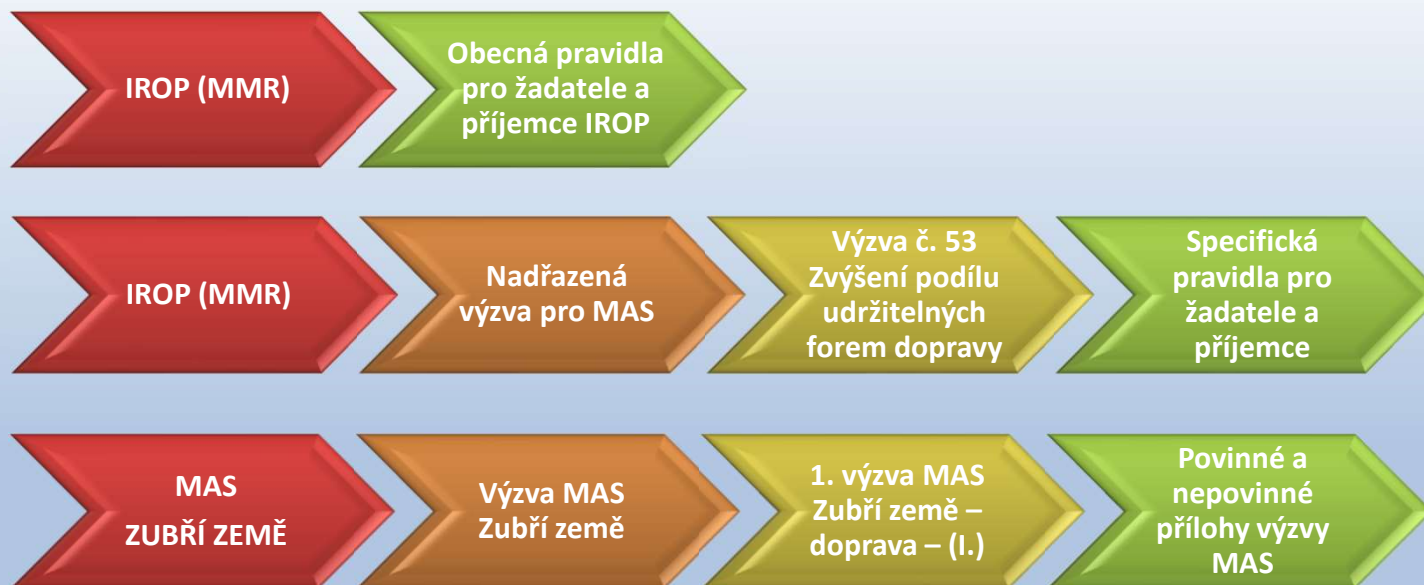 IROP (MMR)
Obecná pravidla
pro žadatele a
příjemce IROP
IROP (MMR)
Nadřazená
výzva pro MAS
Výzva č. 53
Zvýšení podílu
udržitelných
forem dopravy
Specifická
pravidla pro
žadatele a
příjemce
MAS
ZUBŘÍ ZEMĚ
Výzva MAS
Zubří země
1. výzva MAS
Zubří země –
doprava – (I.)
Povinné a
nepovinné
přílohy výzvy
MAS